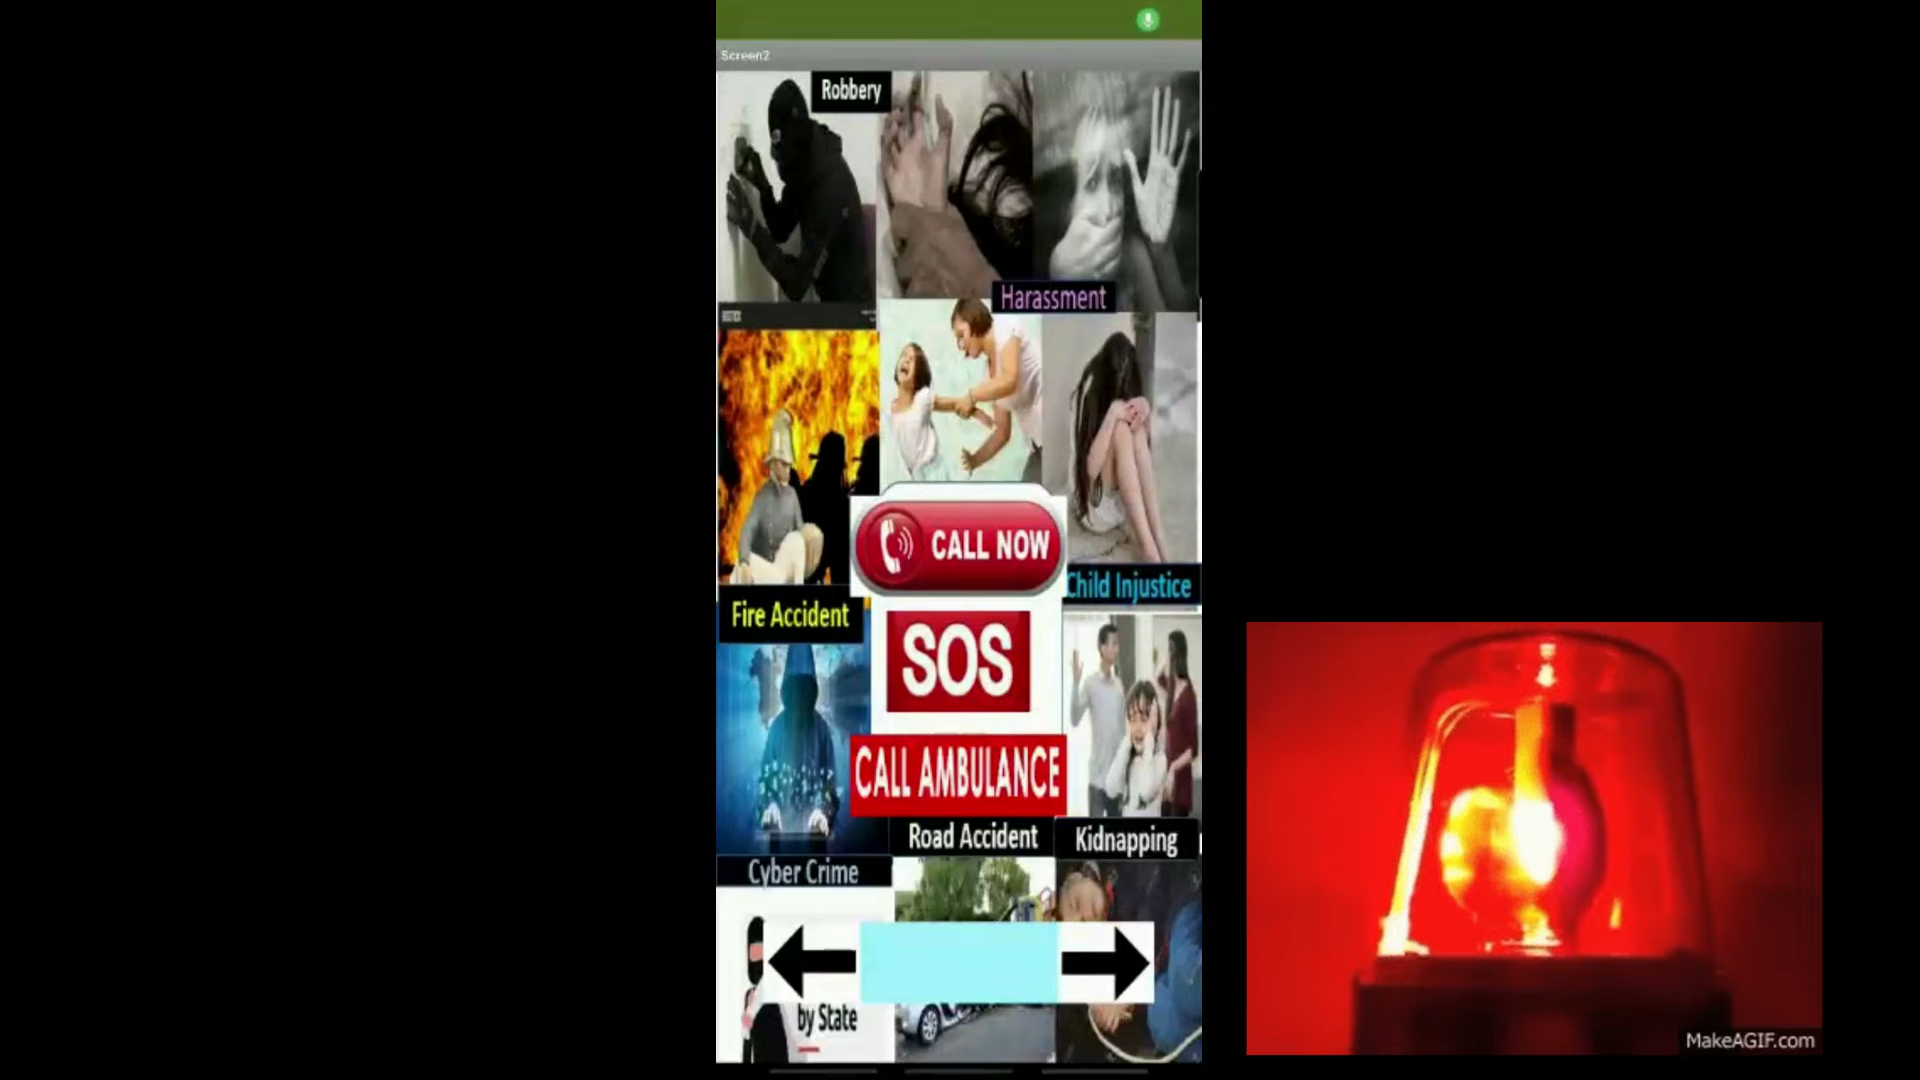 Screen2
Robbery
Harassment
CALL NOW
Child Injustice
Fire Accident
SOS
CALL AMBULANCE
Road Accident
Kidnapping
Cyber Crime
by State
MakeAGIF.com